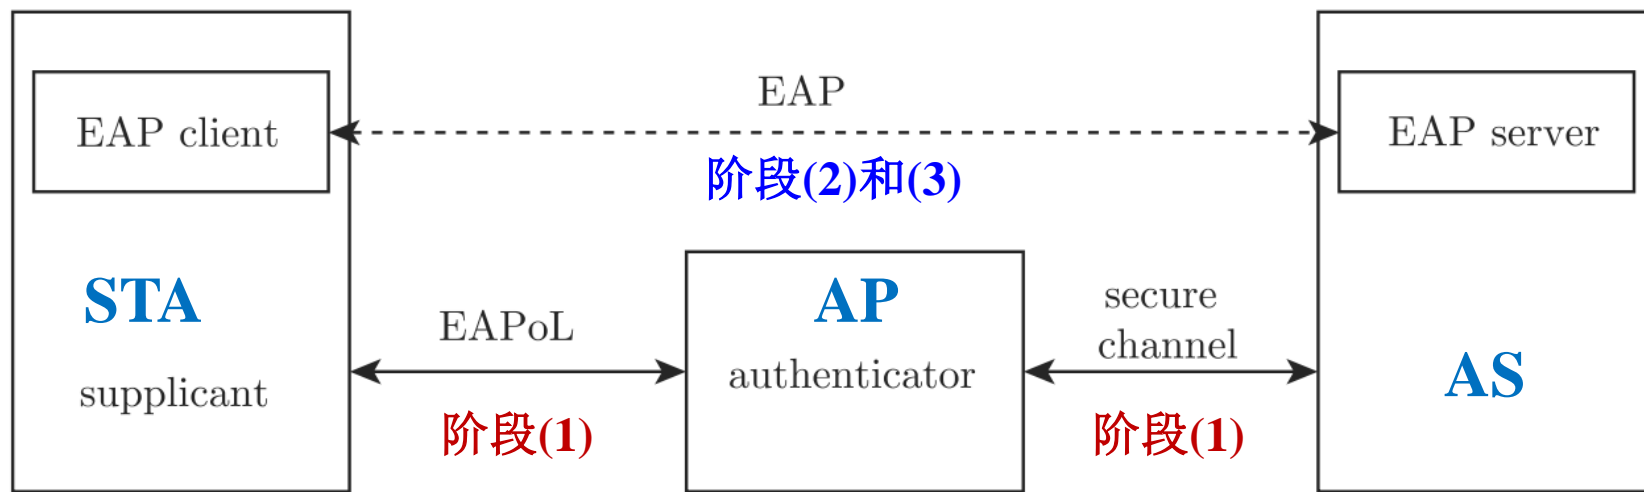 EAP
EAP client
EAP server
阶段(2)和(3)
STA
AP
secure
channel
EAPoL
authenticator
AS
supplicant
阶段(1)
阶段(1)